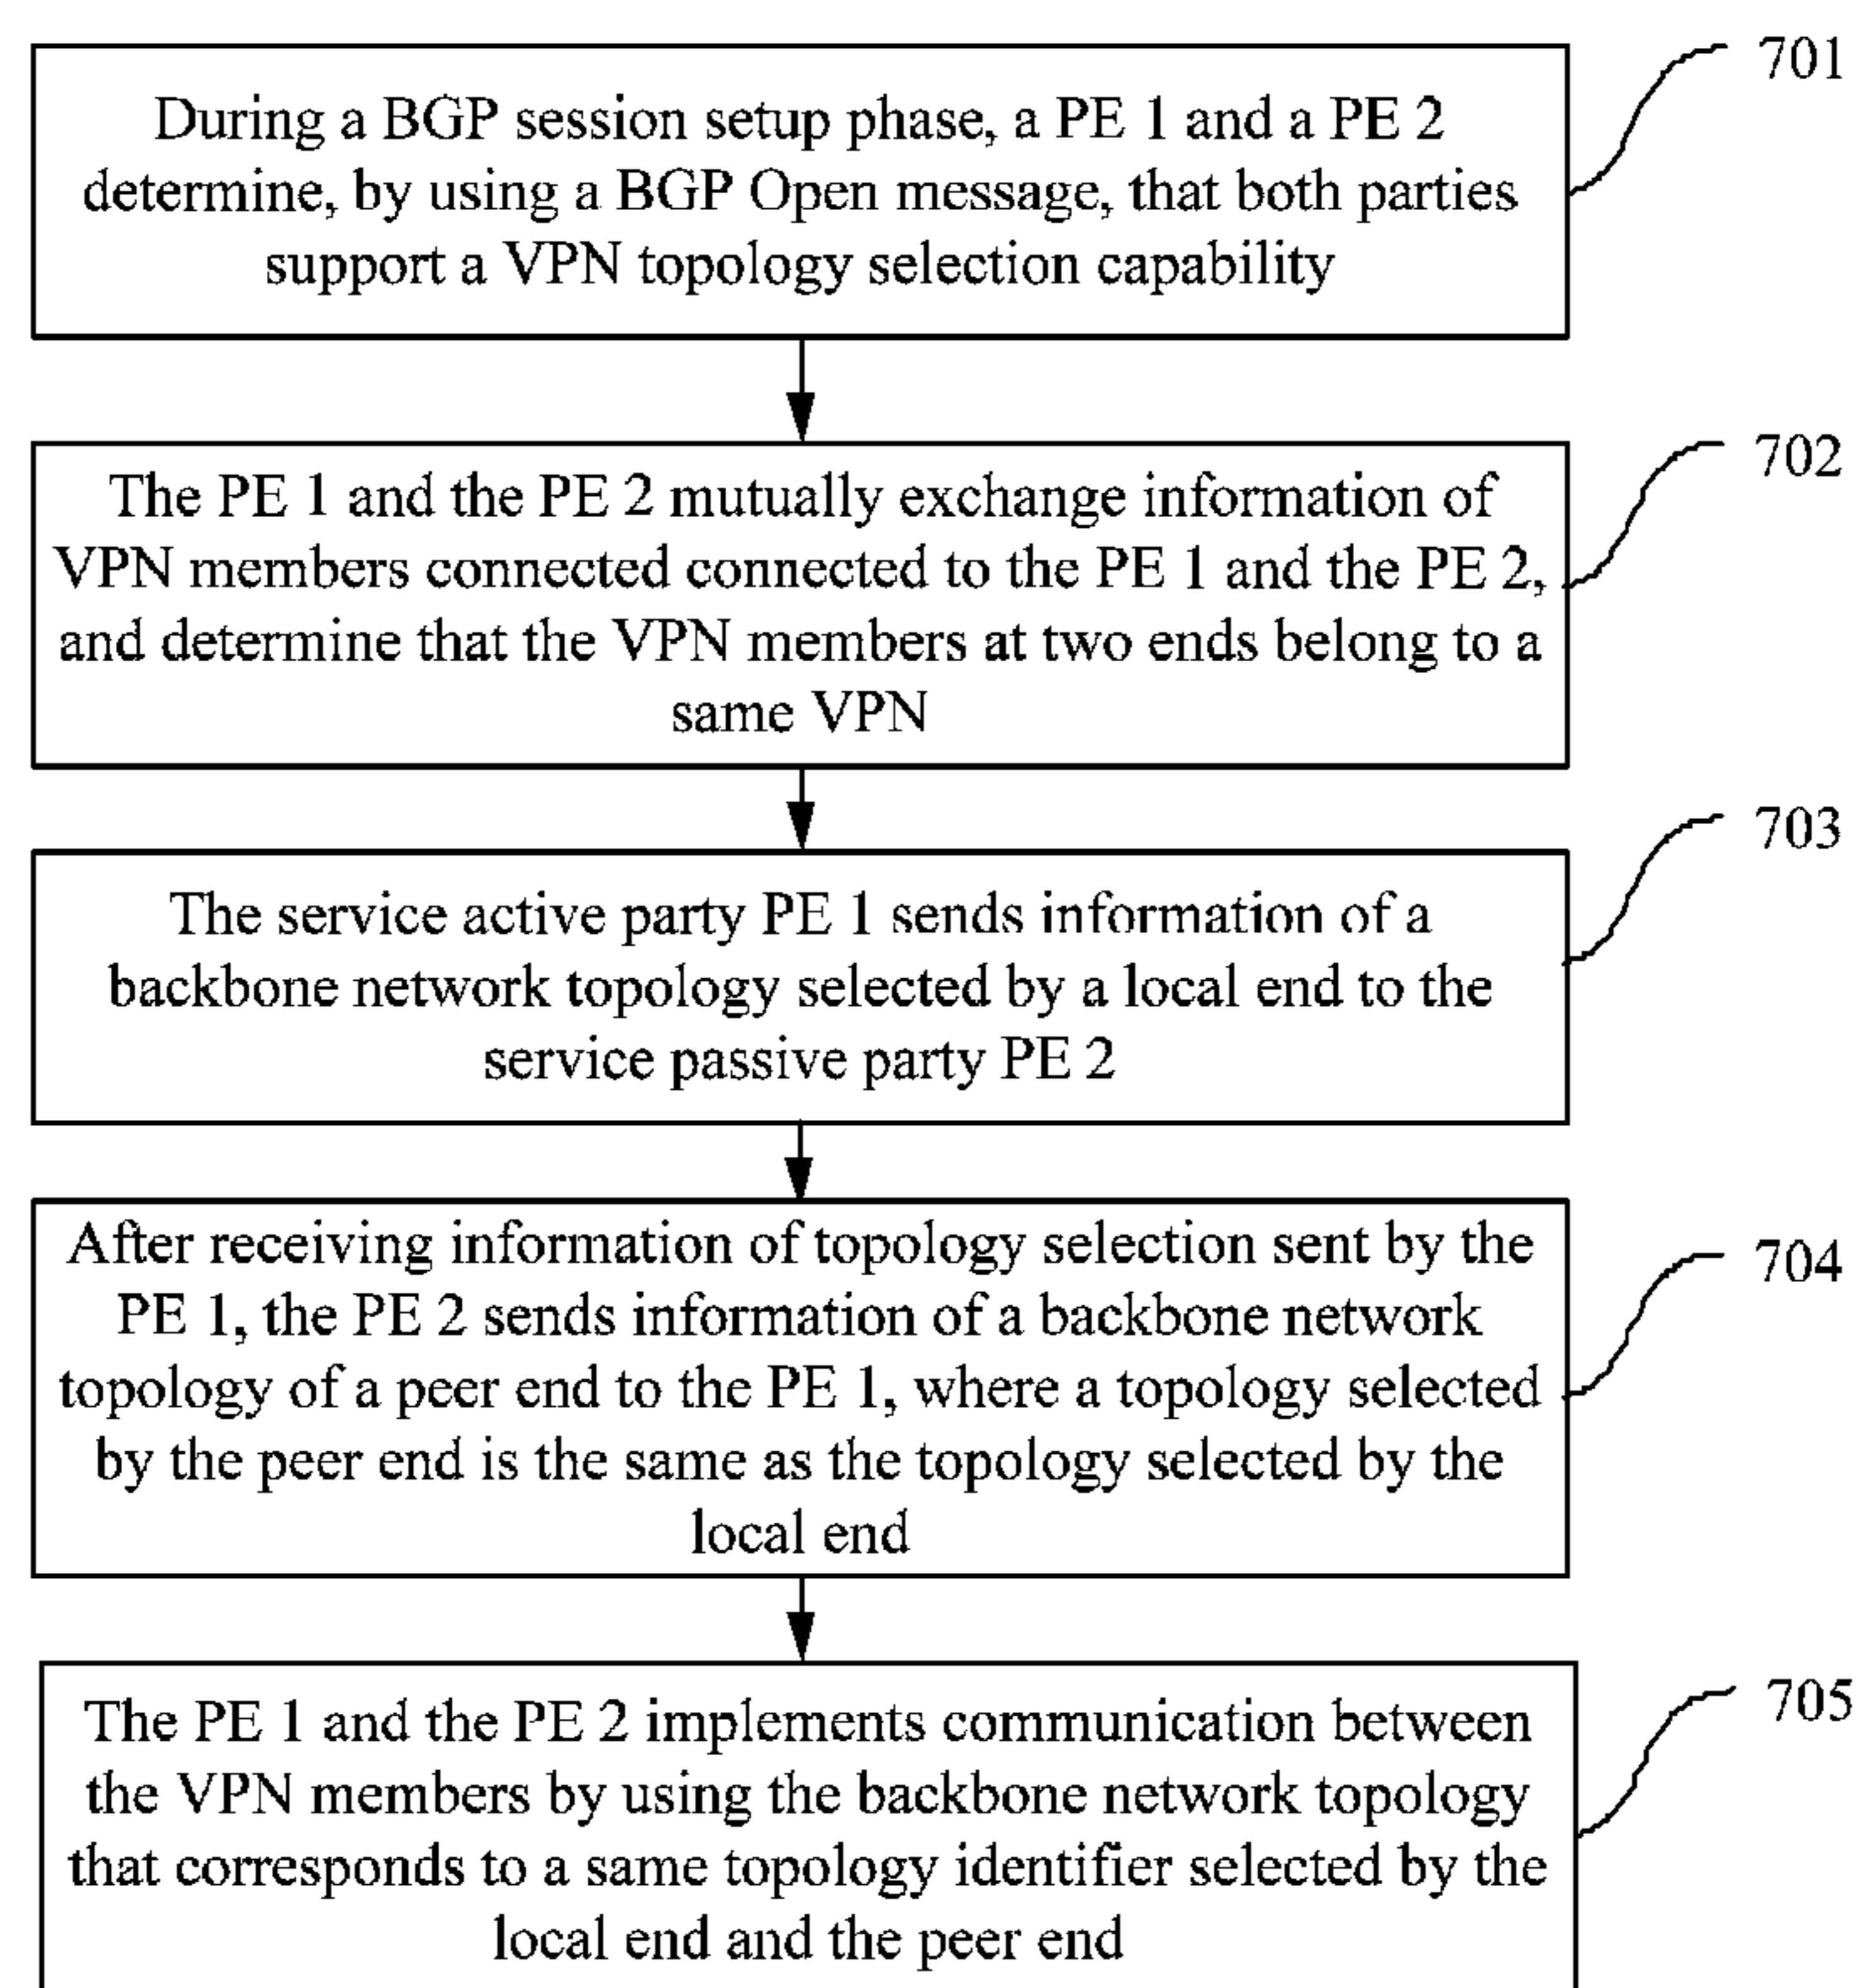 During a BGP session setup phase, a PE 1 and a PE 2
determine, by using a BGP Open message, that both parties
support a VPN topology selection capability
701
The PE 1 and the PE 2 mutually exchange information of
VPN members connected connected to the PE 1 and the PE 2,
and determine that the VPN members at two ends belong to a
same VPN
702
The service active party PE 1 sends information of a
backbone network topology selected by a local end to the
service passive party PE 2
703
After receiving information of topology selection sent by the
PE 1, the PE 2 sends information of a backbone network
topology of a peer end to the PE 1, where a topology selected
by the peer end is the same as the topology selected by the
local end
704
The PE 1 and the PE 2 implements communication between
the VPN members by using the backbone network topology
that corresponds to a same topology identifier selected by the
local end and the peer end
705